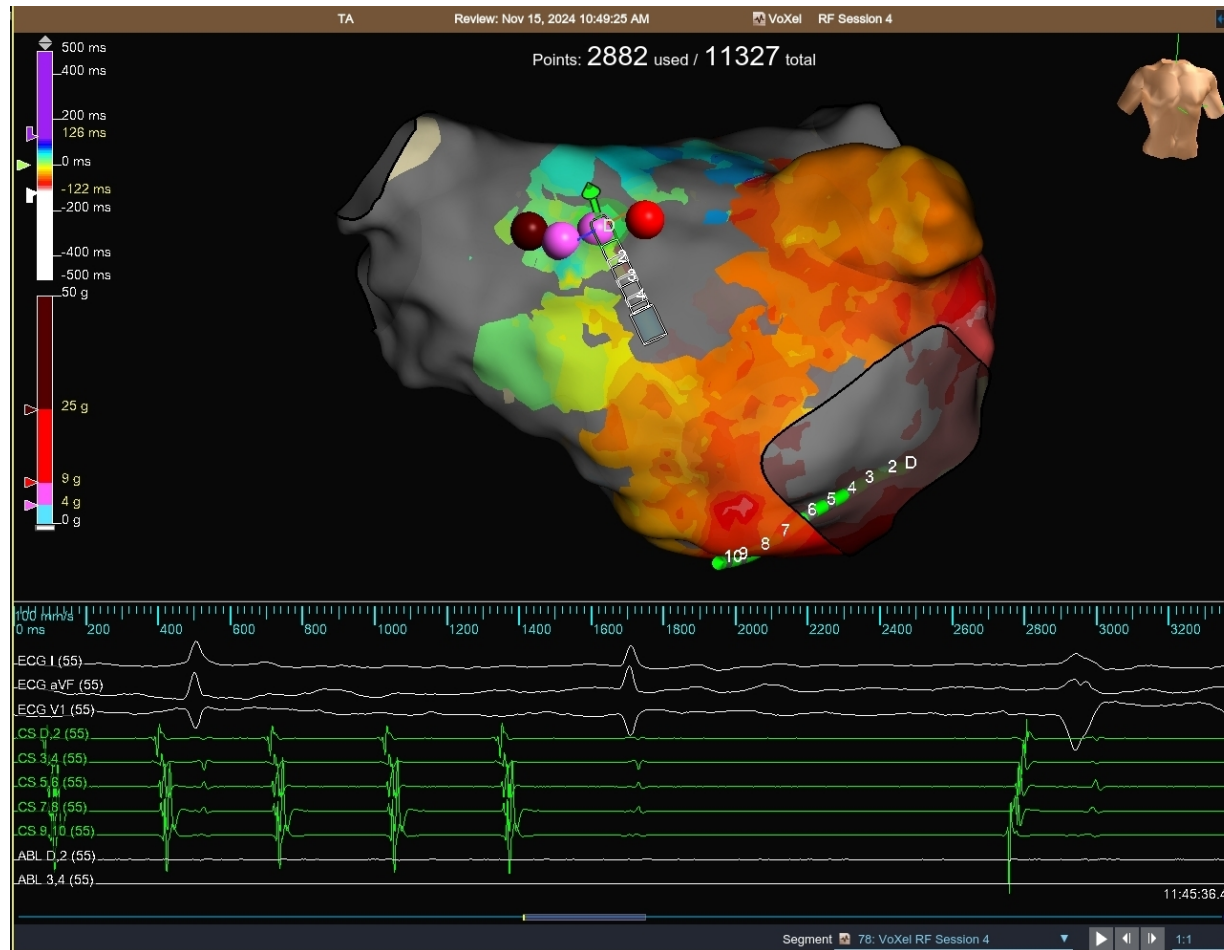 TA Review: Nov 15, 2024 10:49:25 AM VoXel RF Session 4
Points: 2882 used / 11327 total
500 ms
400 ms
200 ms
126 ms
0 ms
-122 ms
-200 ms
-400 ms
-500 ms
50 g
25 g
9 g
4 g
0 g
D
2
3
4
D
2
3
4
5
6
7
8
9
10
100 mm/s
0 ms 200 400 600 800 1000 1200 1400 1600 1800 2000 2200 2400 2600 2800 3000 3200
ECG I (55)
ECG aVF (55)
ECG V1 (55)
CS D,2 (55)
CS 3,4 (55)
CS 5,6 (55)
CS 7,8 (55)
CS 9,10 (55)
ABL D,2 (55)
ABL 3,4 (55)
11:45:36.4
Segment 78: VoXel RF Session 4 1:1